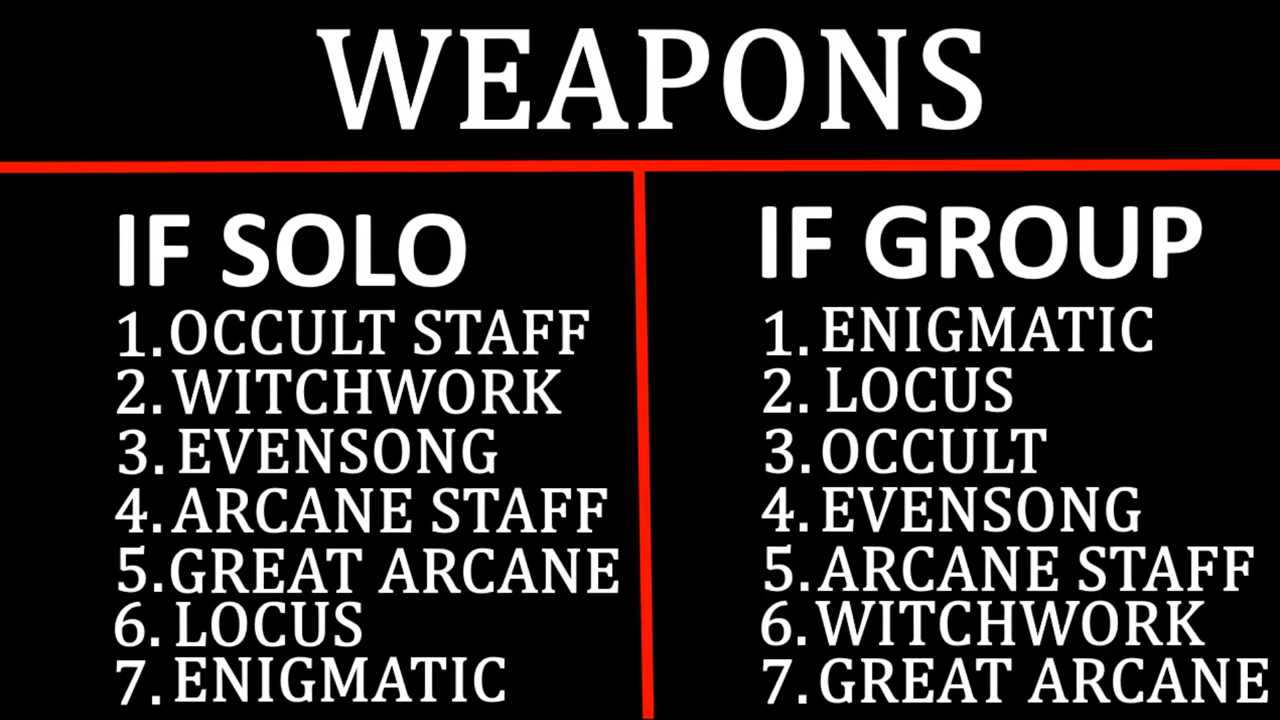 WEAPONS
IF SOLO
1.OCCULT STAFF
2.WITCHWORK
3.EVENSONG
4.ARCANE STAFF
5.GREAT ARCANE
6.LOCUS
7.ENIGMATIC
IF GROUP
1.ENIGMATIC
2.LOCUS
3.OCCULT
4.EVENSONG
5.ARCANE STAFF
6.WITCHWORK
7.GREAT ARCANE